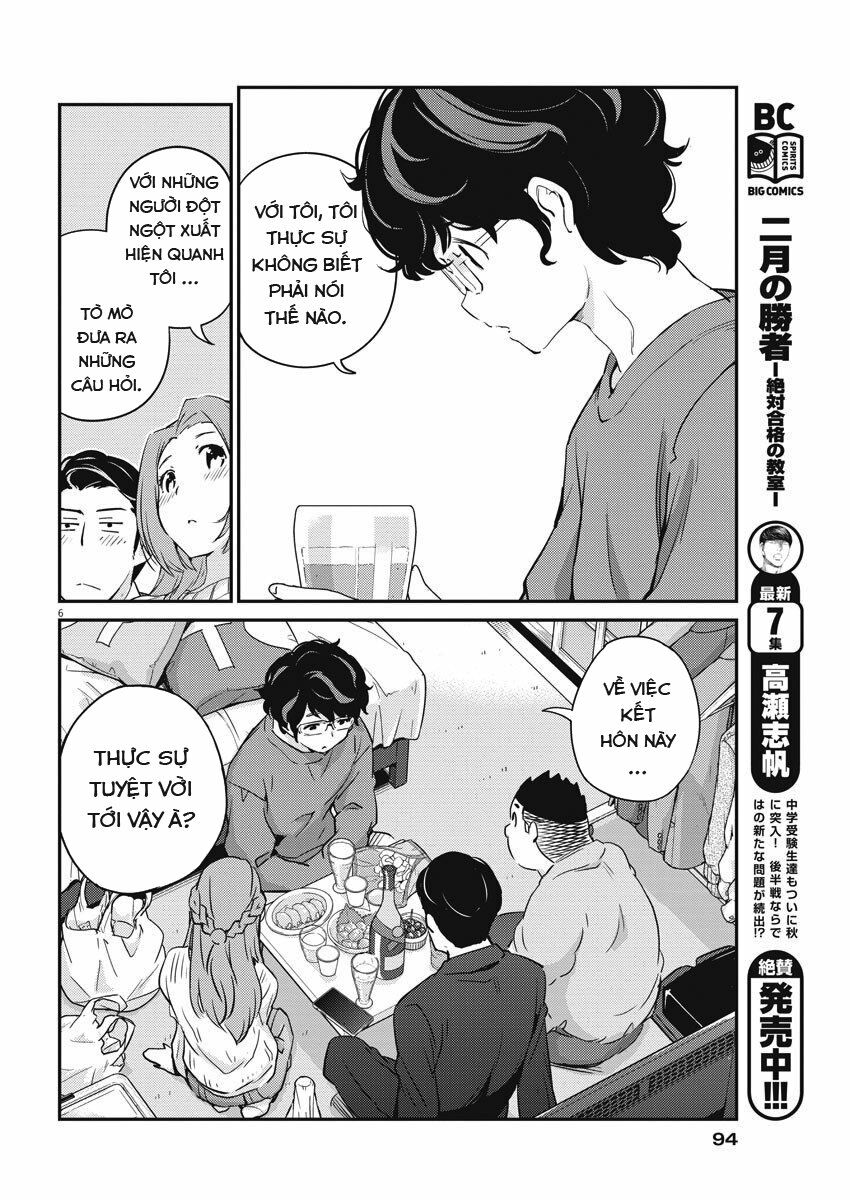 VỚI TÔI, TÔI
THỰC SỰ
KHÔNG BIẾT
PHẢI NÓI
THẾ NÀO.
VỚI NHỮNG
NGƯỜI ĐỘT
NGỘT XUẤT
HIỆN QUANH
TÔI ...
TỎ MÒ
ĐƯA RA
NHỮNG
CÂU HỎI.
6
VỀ VIỆC
KẾT
HÔN NÀY
...
THỰC SỰ
TUYỆT VỜI
TỚI VẬY À?
BC
SPIRITS
COMICS
BIG COMICS
二月の勝者
ー絶対合格の教室ー
最新
7
集
高瀬志帆
中学受験生達もついに秋
に突入！ 後半戦ならで
はの新たな問題が続出!?
絶賛
発売中!!!
94